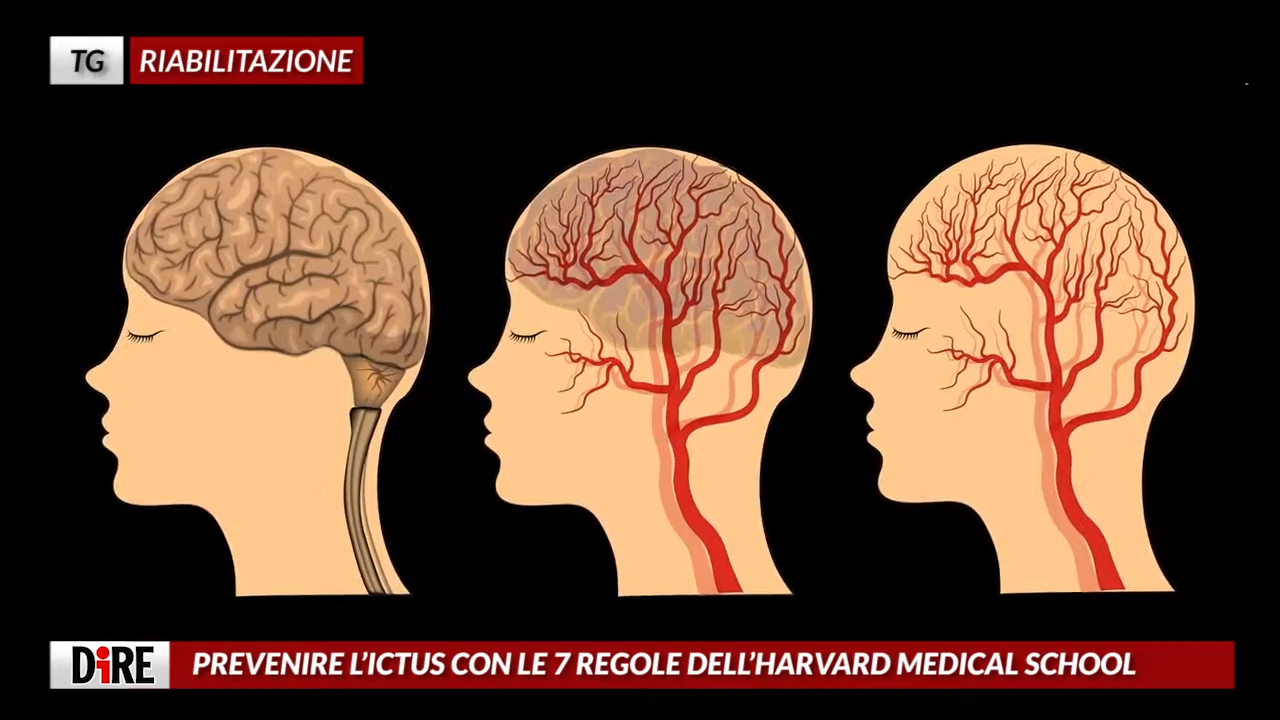 TG RIABILITAZIONE
DiRE PREVENIRE L'ICTUS CON LE 7 REGOLE DELL'HARVARD MEDICAL SCHOOL